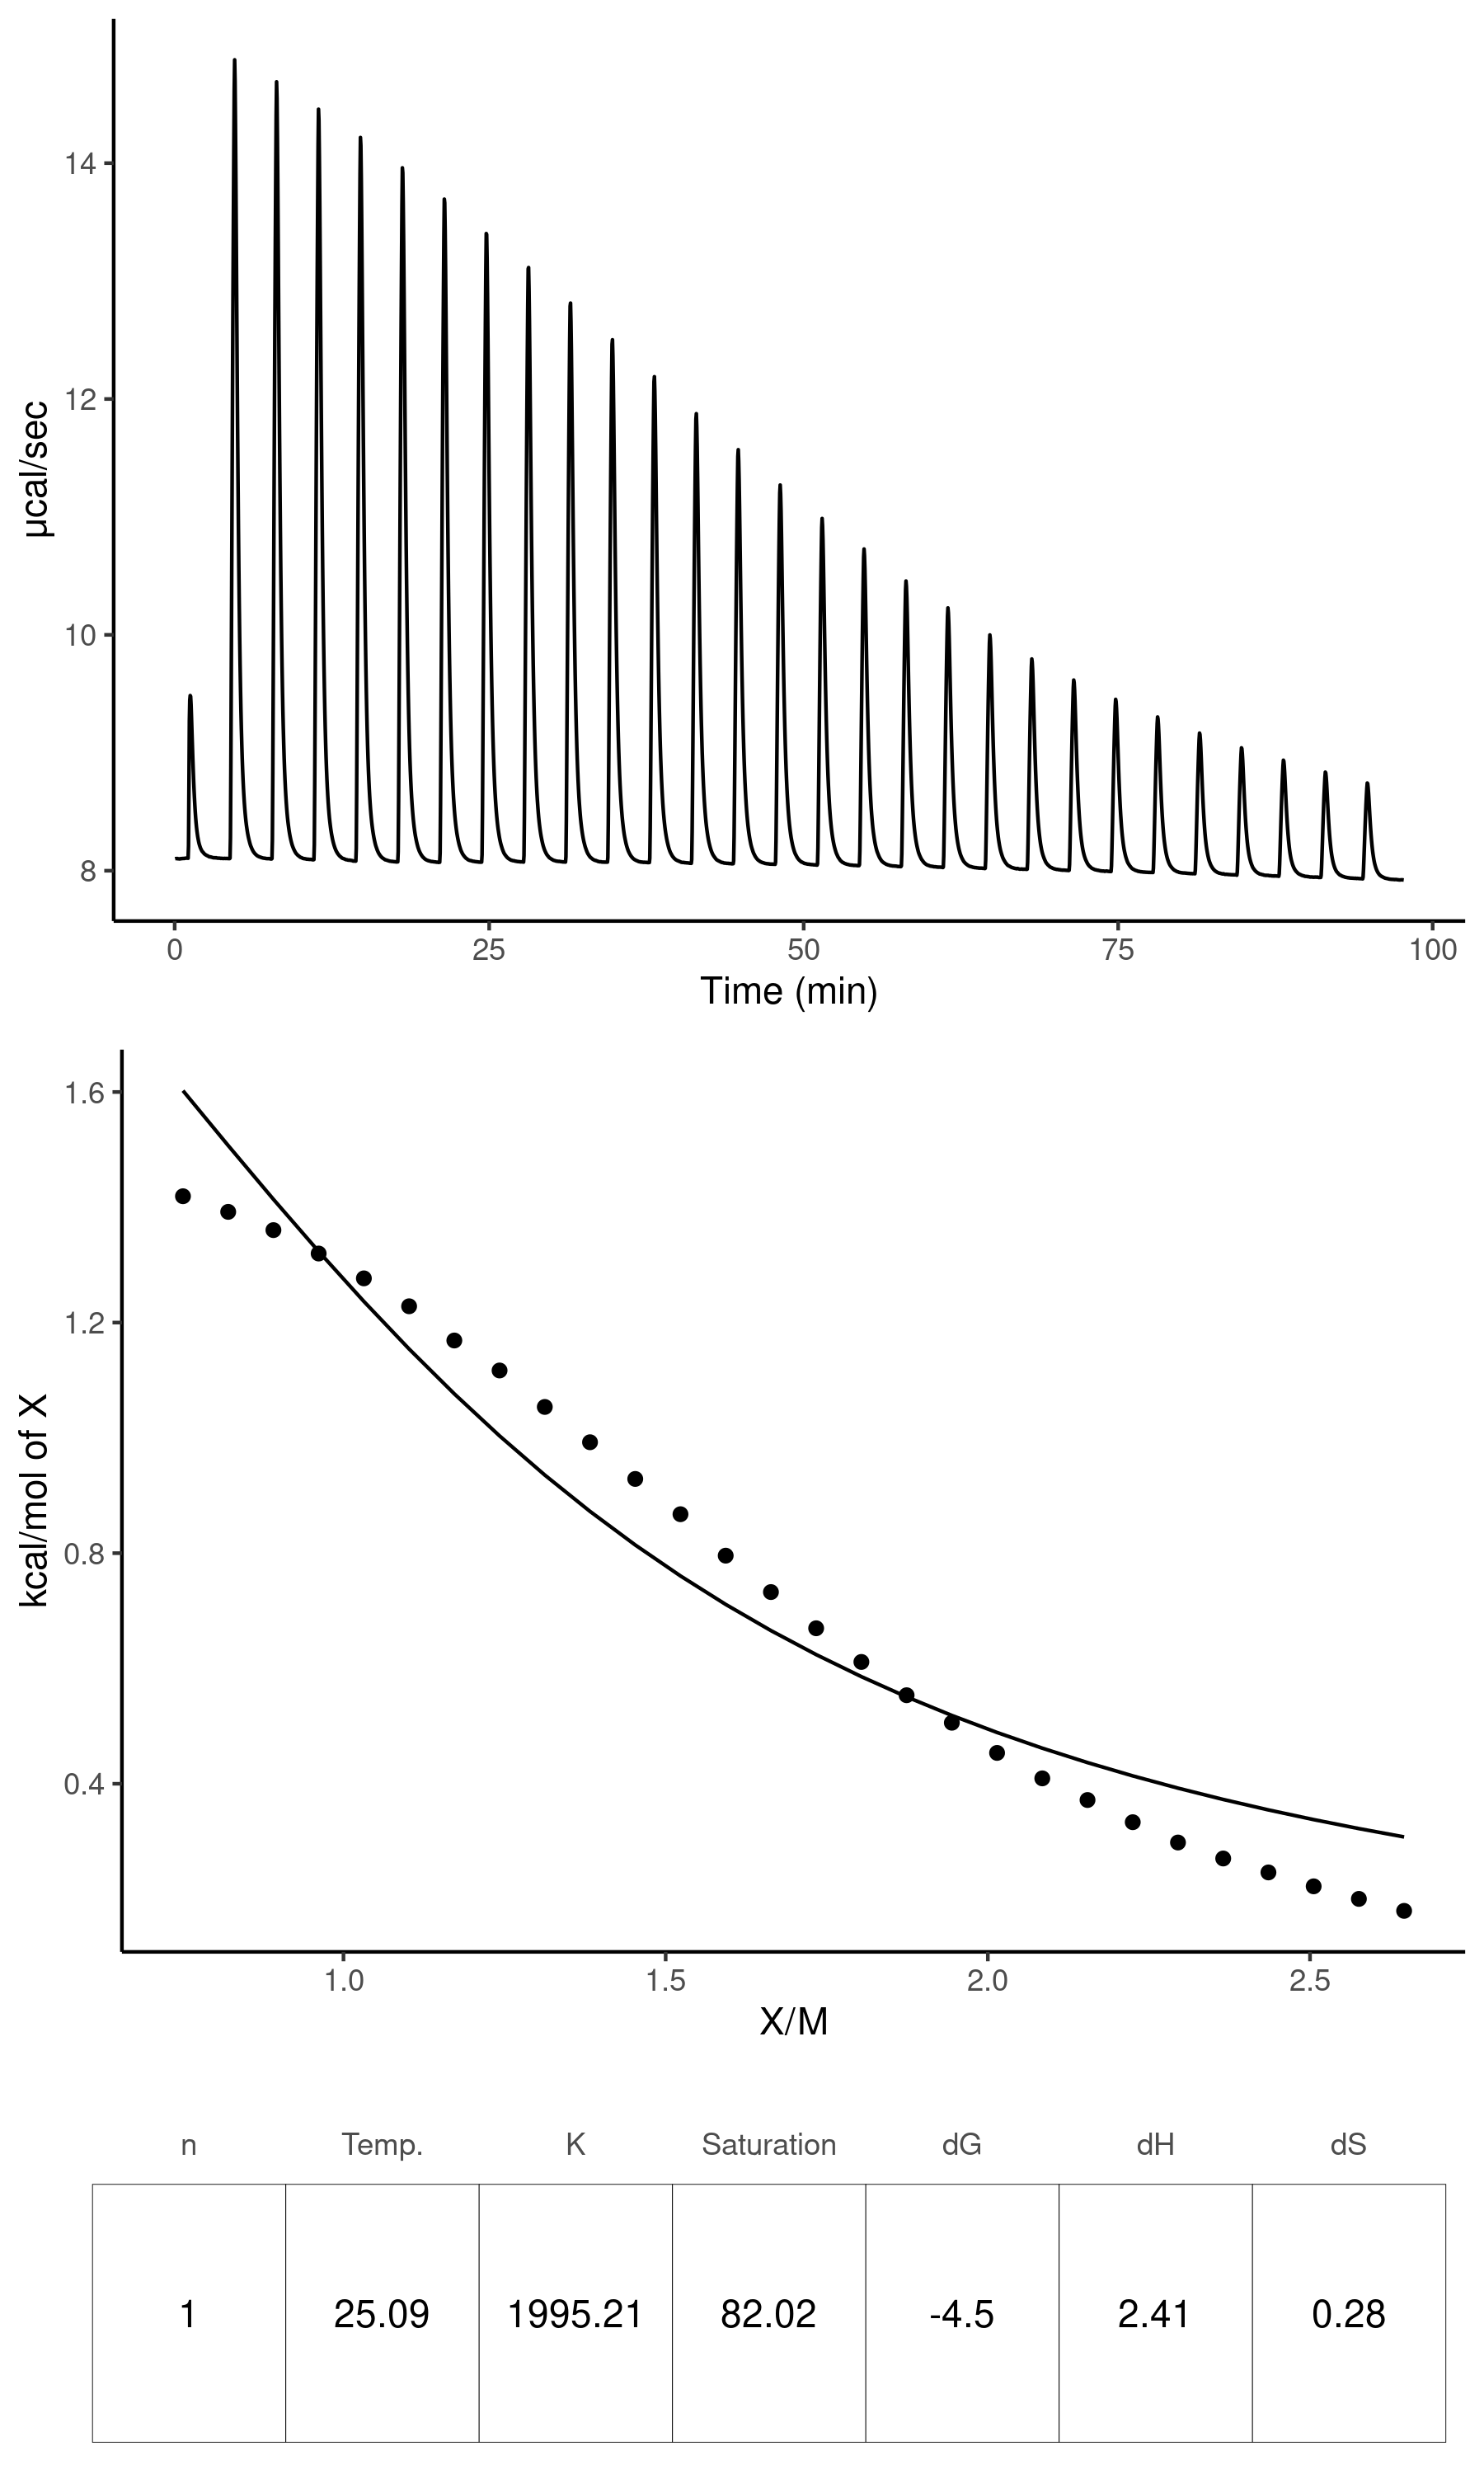 14
12
10
8
µcal/sec
0 25 50 75 100
Time (min)
1.6
1.2
0.8
0.4
kcal/mol of X
1.0 1.5 2.0 2.5
X/M
n Temp. K Saturation dG dH dS
1 25.09 1995.21 82.02 -4.5 2.41 0.28